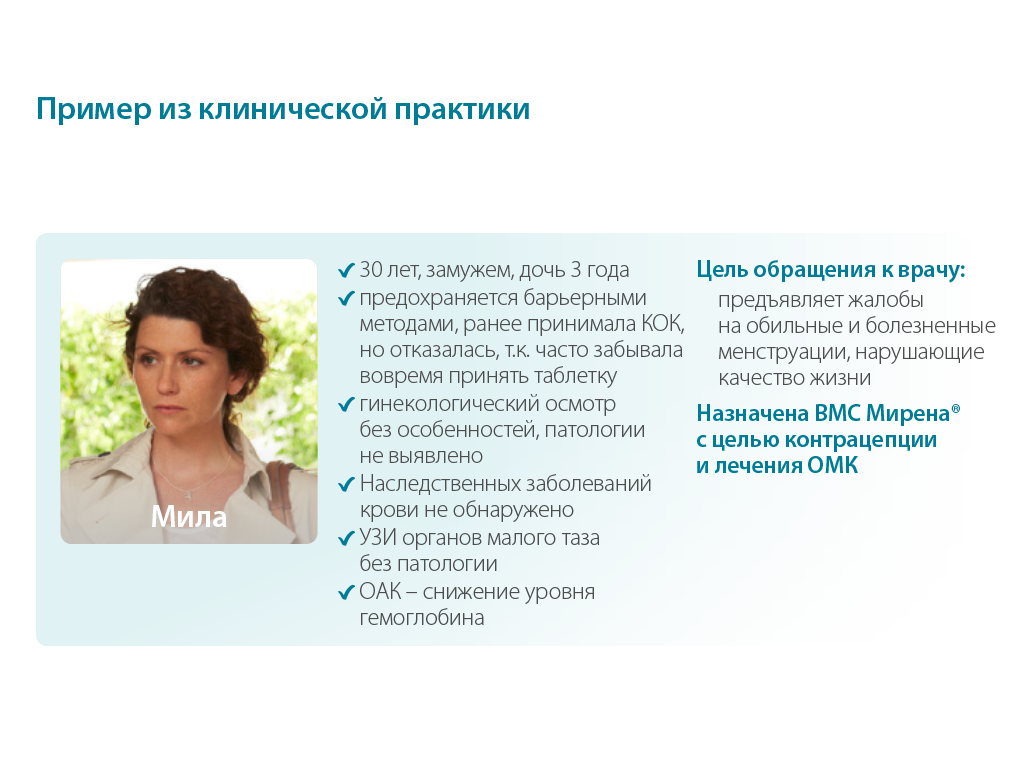 Пример из клинической практики
Мила
30 лет, замужем, дочь 3 года
предохраняется барьерными
методами, ранее принимала КОК,
но отказалась, т.к. часто забывала
вовремя принять таблетку
гинекологический осмотр
без особенностей, патологии
не выявлено
Наследственных заболеваний
крови не обнаружено
УЗИ органов малого таза
без патологии
ОАК – снижение уровня
гемоглобина
Цель обращения к врачу:
предъявляет жалобы
на обильные и болезненные
менструации, нарушающие
качество жизни
Назначена ВМС Мирена®
с целью контрацепции
и лечения ОМК